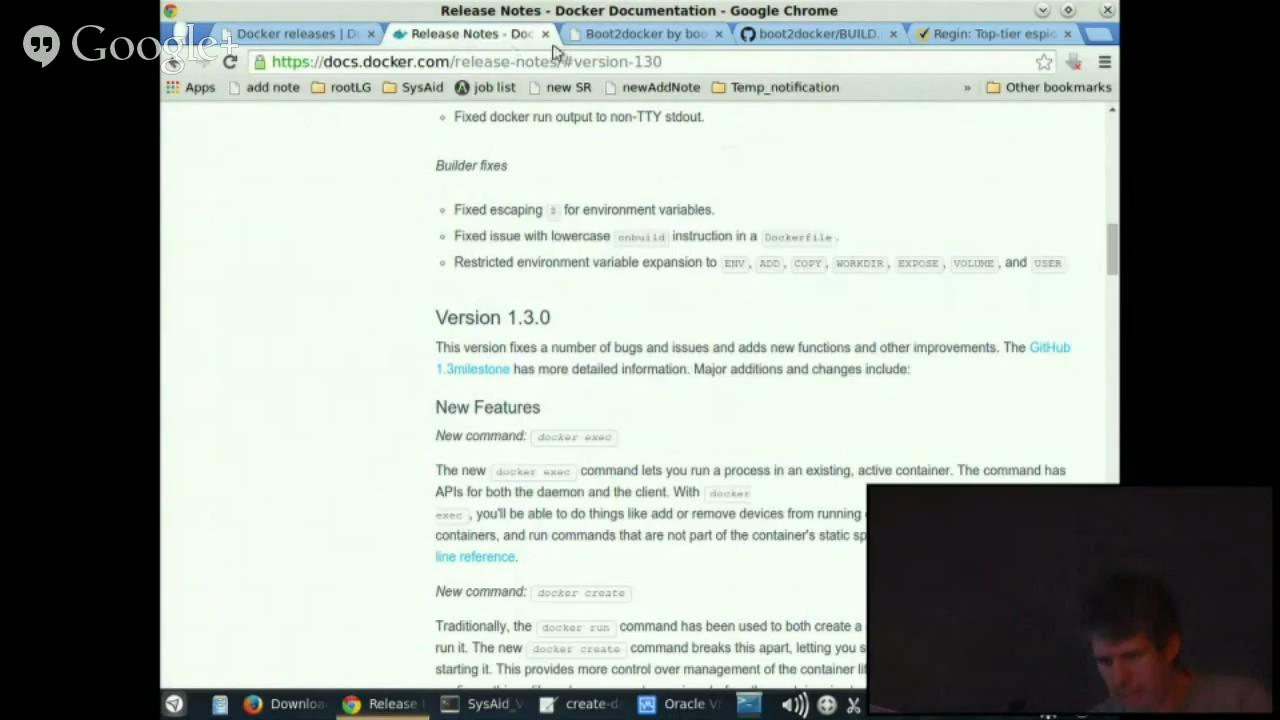 Release Notes - Docker Documentation - Google Chrome
Google+
Docker releases | D
Release Notes - Doc
Boot2docker by boo
boot2docker/BUILD.
Regin: Top-tier espio
https://docs.docker.com/release-notes/#version-130
Apps
add note
rootLG
SysAid
job list
new SR
newAddNote
Temp_notification
»
Other bookmarks
Fixed docker run output to non-TTY stdout.
Builder fixes
Fixed escaping $ for environment variables.
Fixed issue with lowercase onbuild instruction in a Dockerfile.
Restricted environment variable expansion to ENV, ADD, COPY, WORKDIR, EXPOSE, VOLUME, and USER
Version 1.3.0
This version fixes a number of bugs and issues and adds new functions and other improvements. The GitHub
1.3milestone has more detailed information. Major additions and changes include:
New Features
New command: docker exec
The new docker exec command lets you run a process in an existing, active container. The command has
APIs for both the daemon and the client. With docker
exec, you'll be able to do things like add or remove devices from running
containers, and run commands that are not part of the container's static sp
line reference.
New command: docker create
Traditionally, the docker run command has been used to both create a
run it. The new docker create command breaks this apart, letting you s
starting it. This provides more control over management of the container lif
Downloa
Release
SysAid_V
create-d
Oracle V